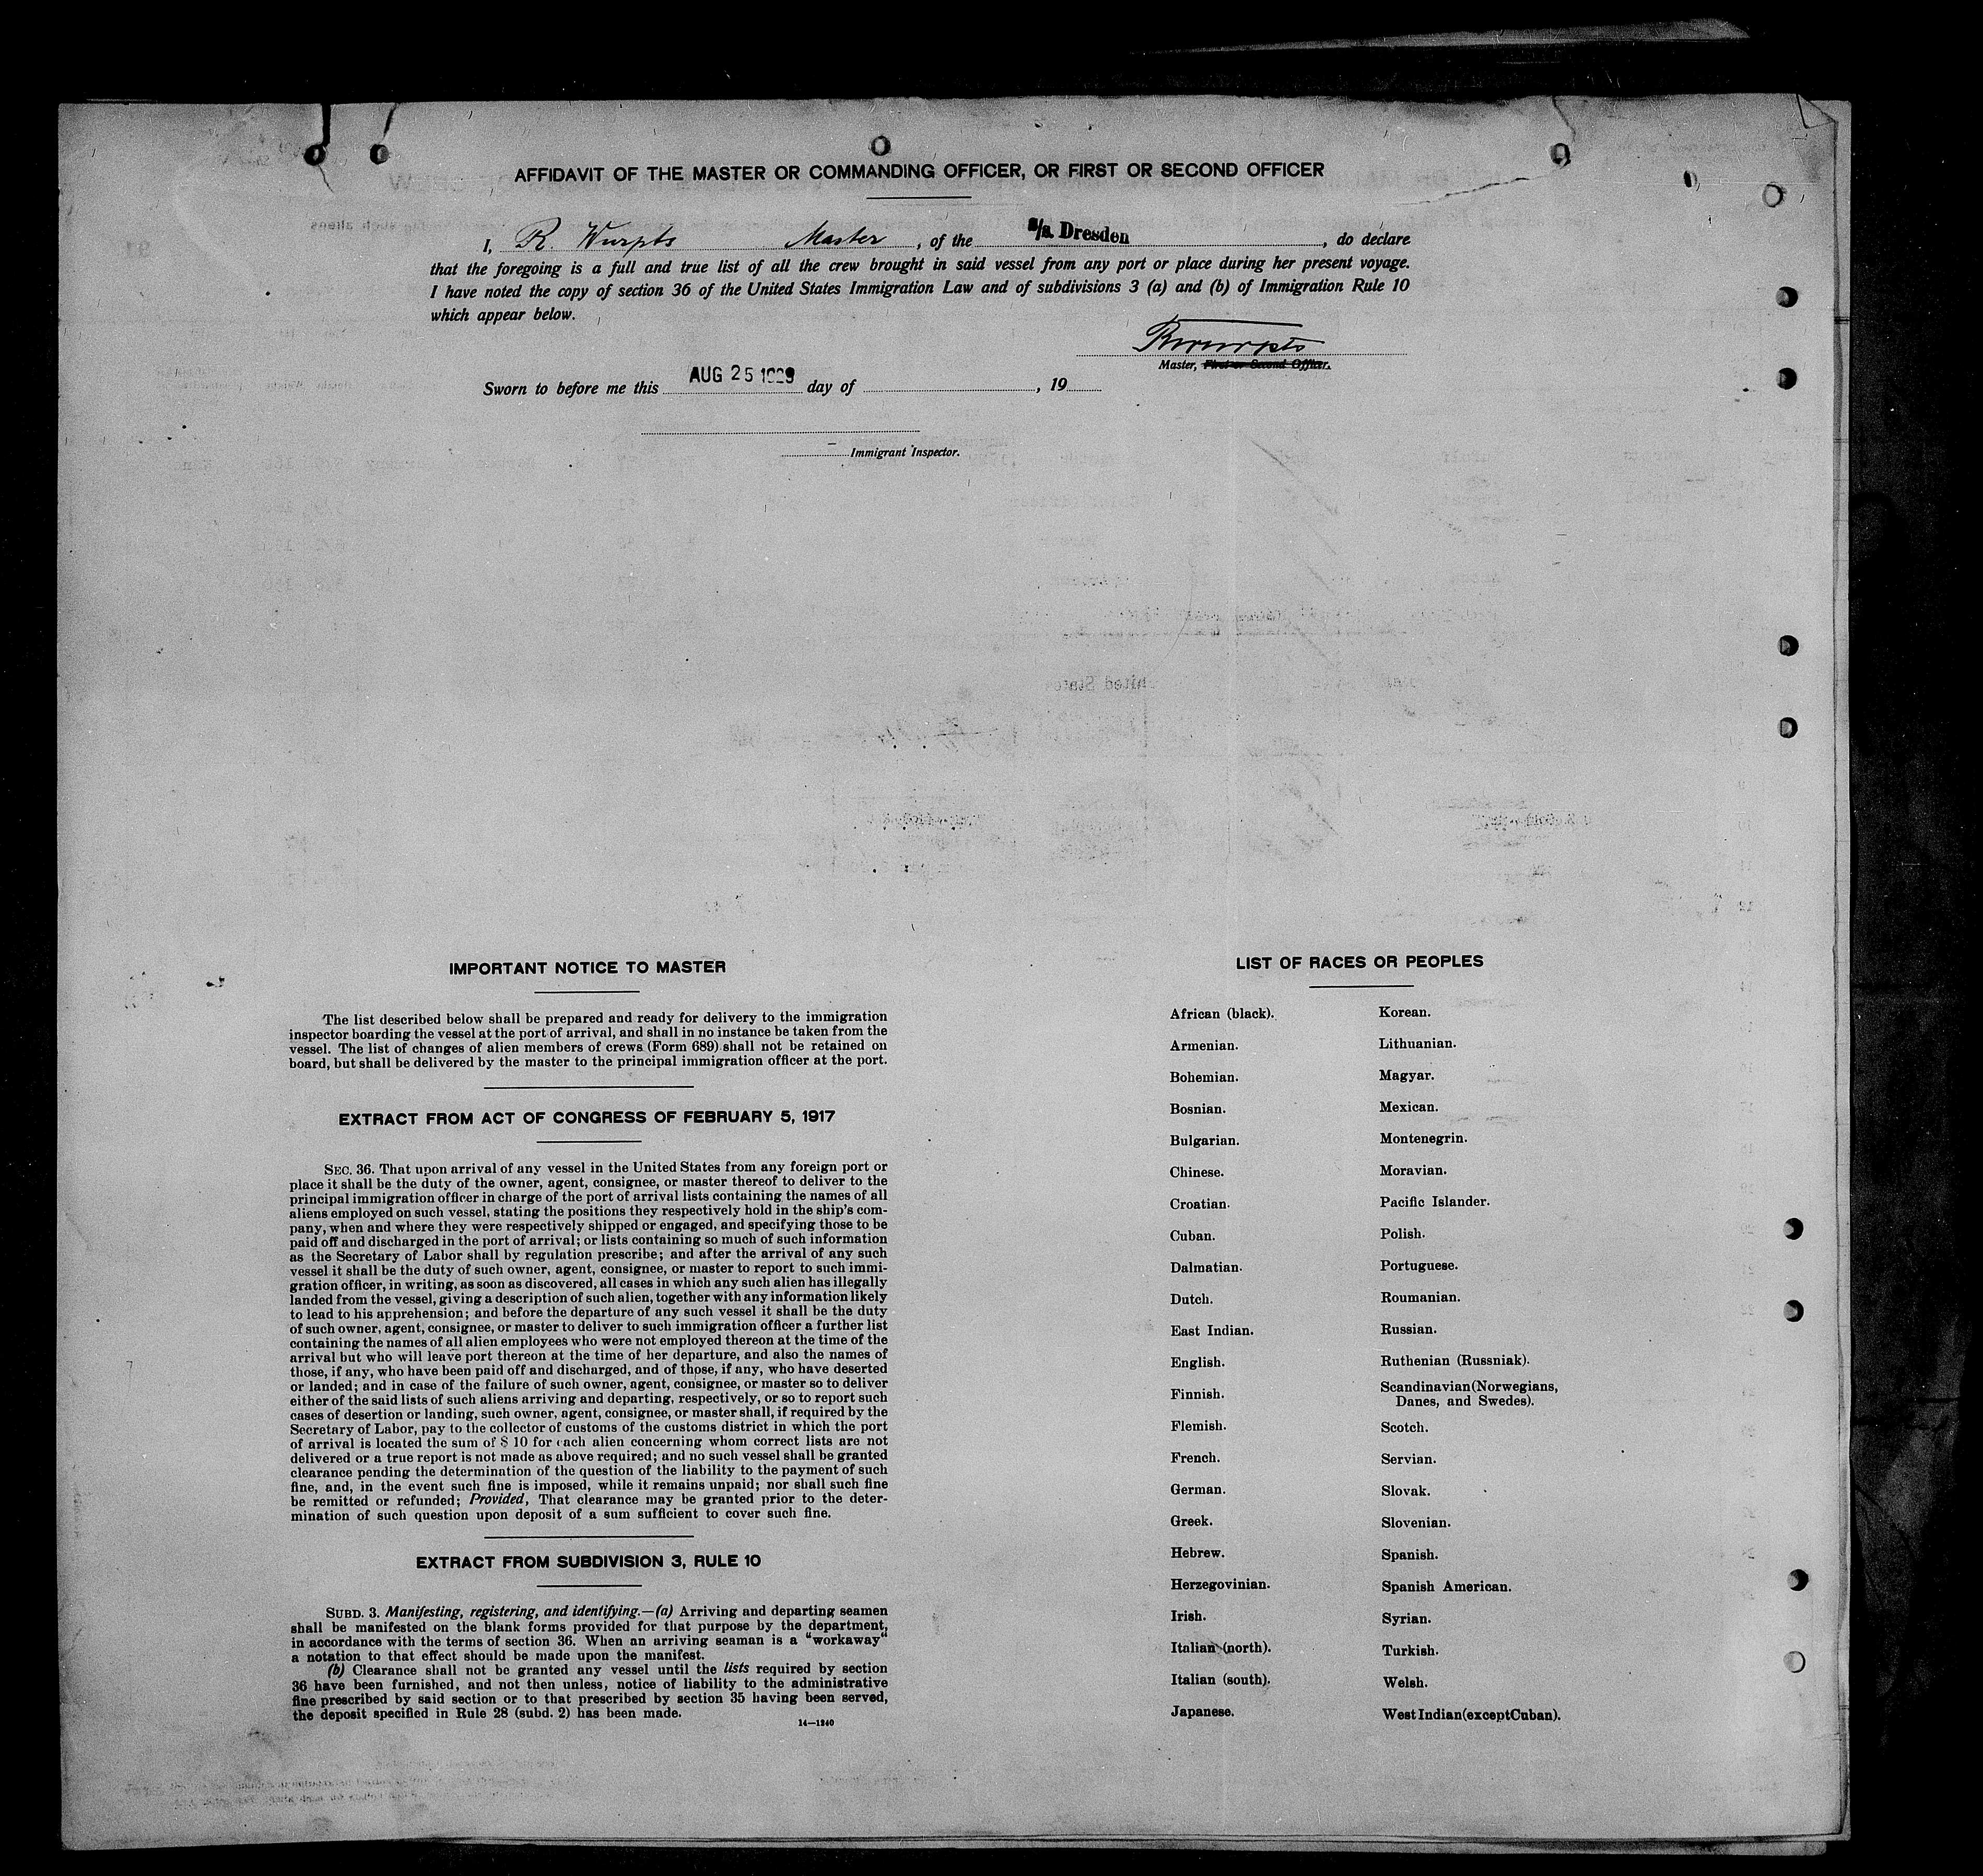 AFFIDAVIT OF THE MASTER OR COMMANDING OFFICER, OR FIRST OR SECOND OFFICER
I, R. Wurpts Master, of the S/s. Dresden, do declare
that the foregoing is a full and true list of all the crew brought in said vessel from any port or place during her present voyage.
I have noted the copy of section 36 of the United States Immigration Law and of subdivisions 3 (a) and (b) of Immigration Rule 10
which appear below.
R Wurpts
Master, First or Second Officer.
Sworn to before me this AUG 25 1929 day of , 19
Immigrant Inspector.
IMPORTANT NOTICE TO MASTER
The list described below shall be prepared and ready for delivery to the immigration
inspector boarding the vessel at the port of arrival, and shall in no instance be taken from the
vessel. The list of changes of alien members of crews (Form 689) shall not be retained on
board, but shall be delivered by the master to the principal immigration officer at the port.
EXTRACT FROM ACT OF CONGRESS OF FEBRUARY 5, 1917
SEC. 36. That upon arrival of any vessel in the United States from any foreign port or
place it shall be the duty of the owner, agent, consignee, or master thereof to deliver to the
principal immigration officer in charge of the port of arrival lists containing the names of all
aliens employed on such vessel, stating the positions they respectively hold in the ship's com-
pany, when and where they were respectively shipped or engaged, and specifying those to be
paid off and discharged in the port of arrival; or lists containing so much of such information
as the Secretary of Labor shall by regulation prescribe; and after the arrival of any such
vessel it shall be the duty of such owner, agent, consignee, or master to report to such immi-
gration officer, in writing, as soon as discovered, all cases in which any such alien has illegally
landed from the vessel, giving a description of such alien, together with any information likely
to lead to his apprehension; and before the departure of any such vessel it shall be the duty
of such owner, agent, consignee, or master to deliver to such immigration officer a further list
containing the names of all alien employees who were not employed thereon at the time of the
arrival but who will leave port thereon at the time of her departure, and also the names of
those, if any, who have been paid off and discharged, and of those, if any, who have deserted
or landed; and in case of the failure of such owner, agent, consignee, or master so to deliver
either of the said lists of such aliens arriving and departing, respectively, or so to report such
cases of desertion or landing, such owner, agent, consignee, or master shall, if required by the
Secretary of Labor, pay to the collector of customs of the customs district in which the port
of arrival is located the sum of $ 10 for each alien concerning whom correct lists are not
delivered or a true report is not made as above required; and no such vessel shall be granted
clearance pending the determination of the question of the liability to the payment of such
fine, and, in the event such fine is imposed, while it remains unpaid; nor shall such fine
be remitted or refunded; Provided, That clearance may be granted prior to the deter-
mination of such question upon deposit of a sum sufficient to cover such fine.
EXTRACT FROM SUBDIVISION 3, RULE 10
SUBD. 3. Manifesting, registering, and identifying.—(a) Arriving and departing seamen
shall be manifested on the blank forms provided for that purpose by the department,
in accordance with the terms of section 36. When an arriving seaman is a "workaway"
a notation to that effect should be made upon the manifest.
(b) Clearance shall not be granted any vessel until the lists required by section
36 have been furnished, and not then unless, notice of liability to the administrative
fine prescribed by said section or to that prescribed by section 35 having been served,
the deposit specified in Rule 28 (subd. 2) has been made.
14—1240
LIST OF RACES OR PEOPLES
African (black).
Armenian.
Bohemian.
Bosnian.
Bulgarian.
Chinese.
Croatian.
Cuban.
Dalmatian.
Dutch.
East Indian.
English.
Finnish.
Flemish.
French.
German.
Greek.
Hebrew.
Herzegovinian.
Irish.
Italian (north).
Italian (south).
Japanese.
Korean.
Lithuanian.
Magyar.
Mexican.
Montenegrin.
Moravian.
Pacific Islander.
Polish.
Portuguese.
Roumanian.
Russian.
Ruthenian (Russniak).
Scandinavian (Norwegians,
Danes, and Swedes).
Scotch.
Servian.
Slovak.
Slovenian.
Spanish.
Spanish American.
Syrian.
Turkish.
Welsh.
West Indian (except Cuban).